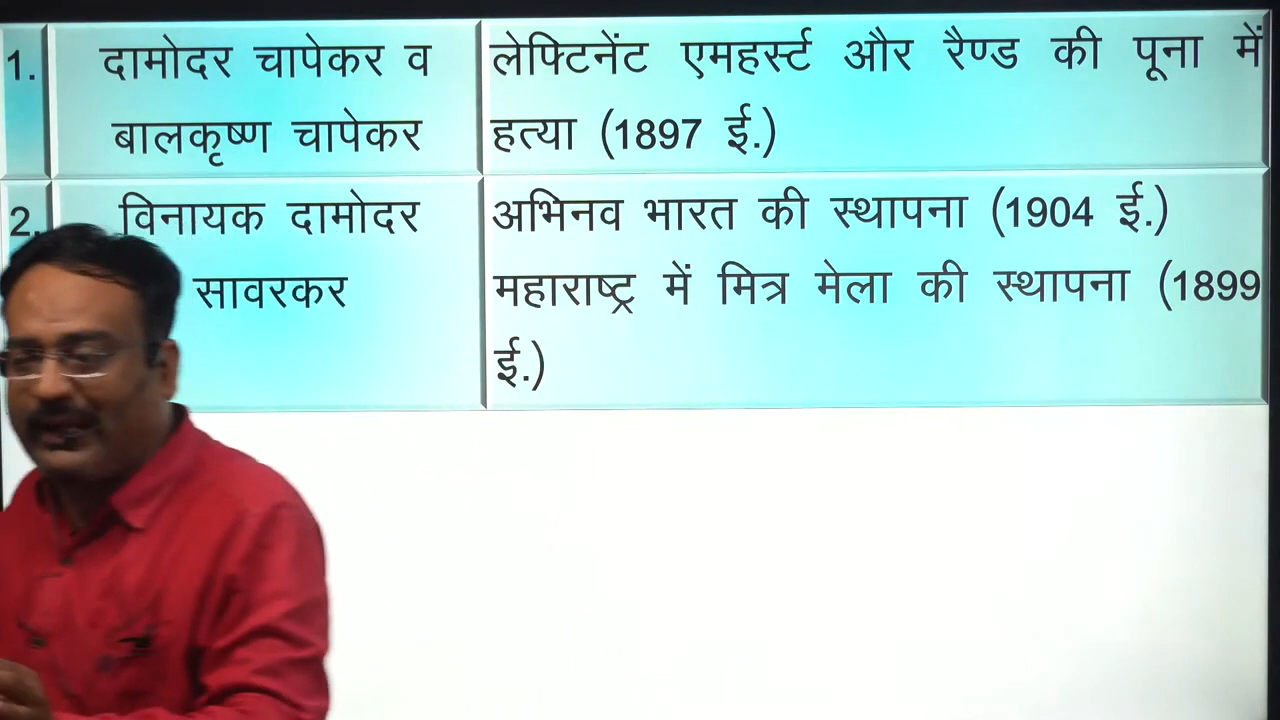 1. दामोदर चापेकर व लेफ्टिनेंट एमहर्स्ट और रैण्ड की पूना में
बालकृष्ण चापेकर हत्या (1897 ई.)
2. विनायक दामोदर अभिनव भारत की स्थापना (1904 ई.)
सावरकर महाराष्ट्र में मित्र मेला की स्थापना (1899
ई.)